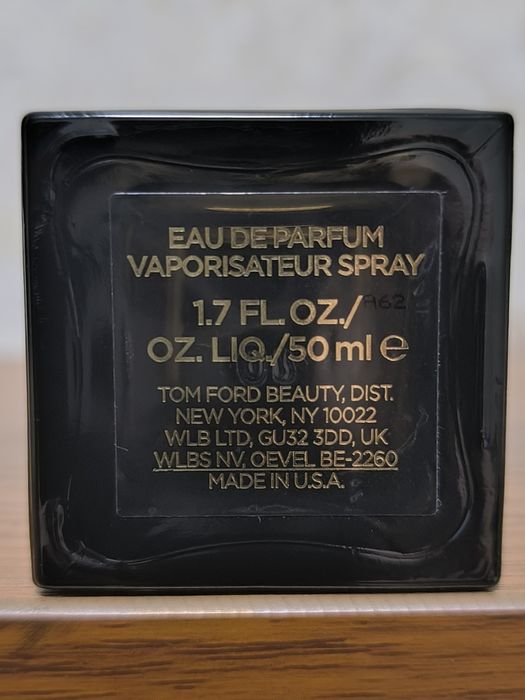 EAU DE PARFUM
VAPORISATEUR SPRAY
1.7 FL. OZ./
A62
OZ. LIQ./50 ml ℮
TOM FORD BEAUTY, DIST.
NEW YORK, NY 10022
WLB LTD, GU32 3DD, UK
WLBS NV, OEVEL BE-2260
MADE IN U.S.A.